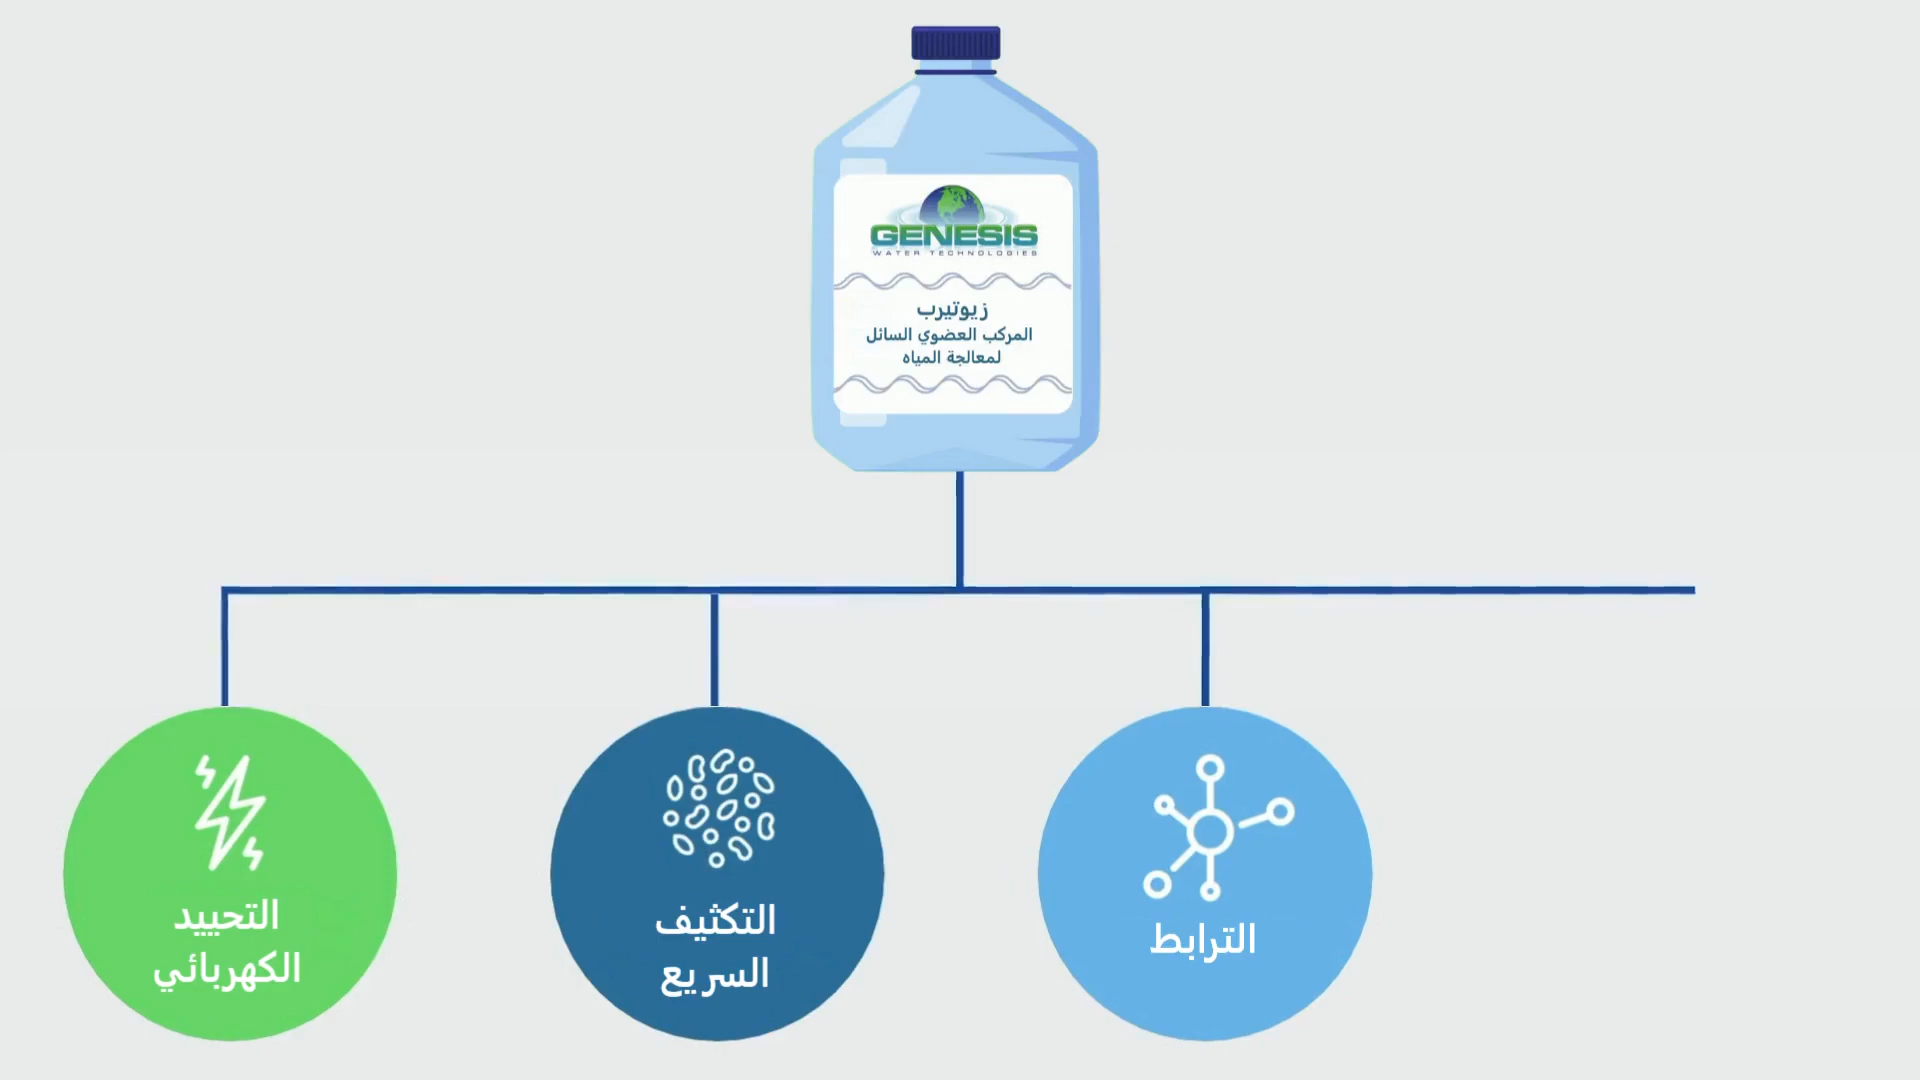 GENESIS
WATER TECHNOLOGIES
زيوتيرب
المركب العضوي السائل
لمعالجة المياه
التحييد
الكهربائي
التكثيف
السريع
الترابط